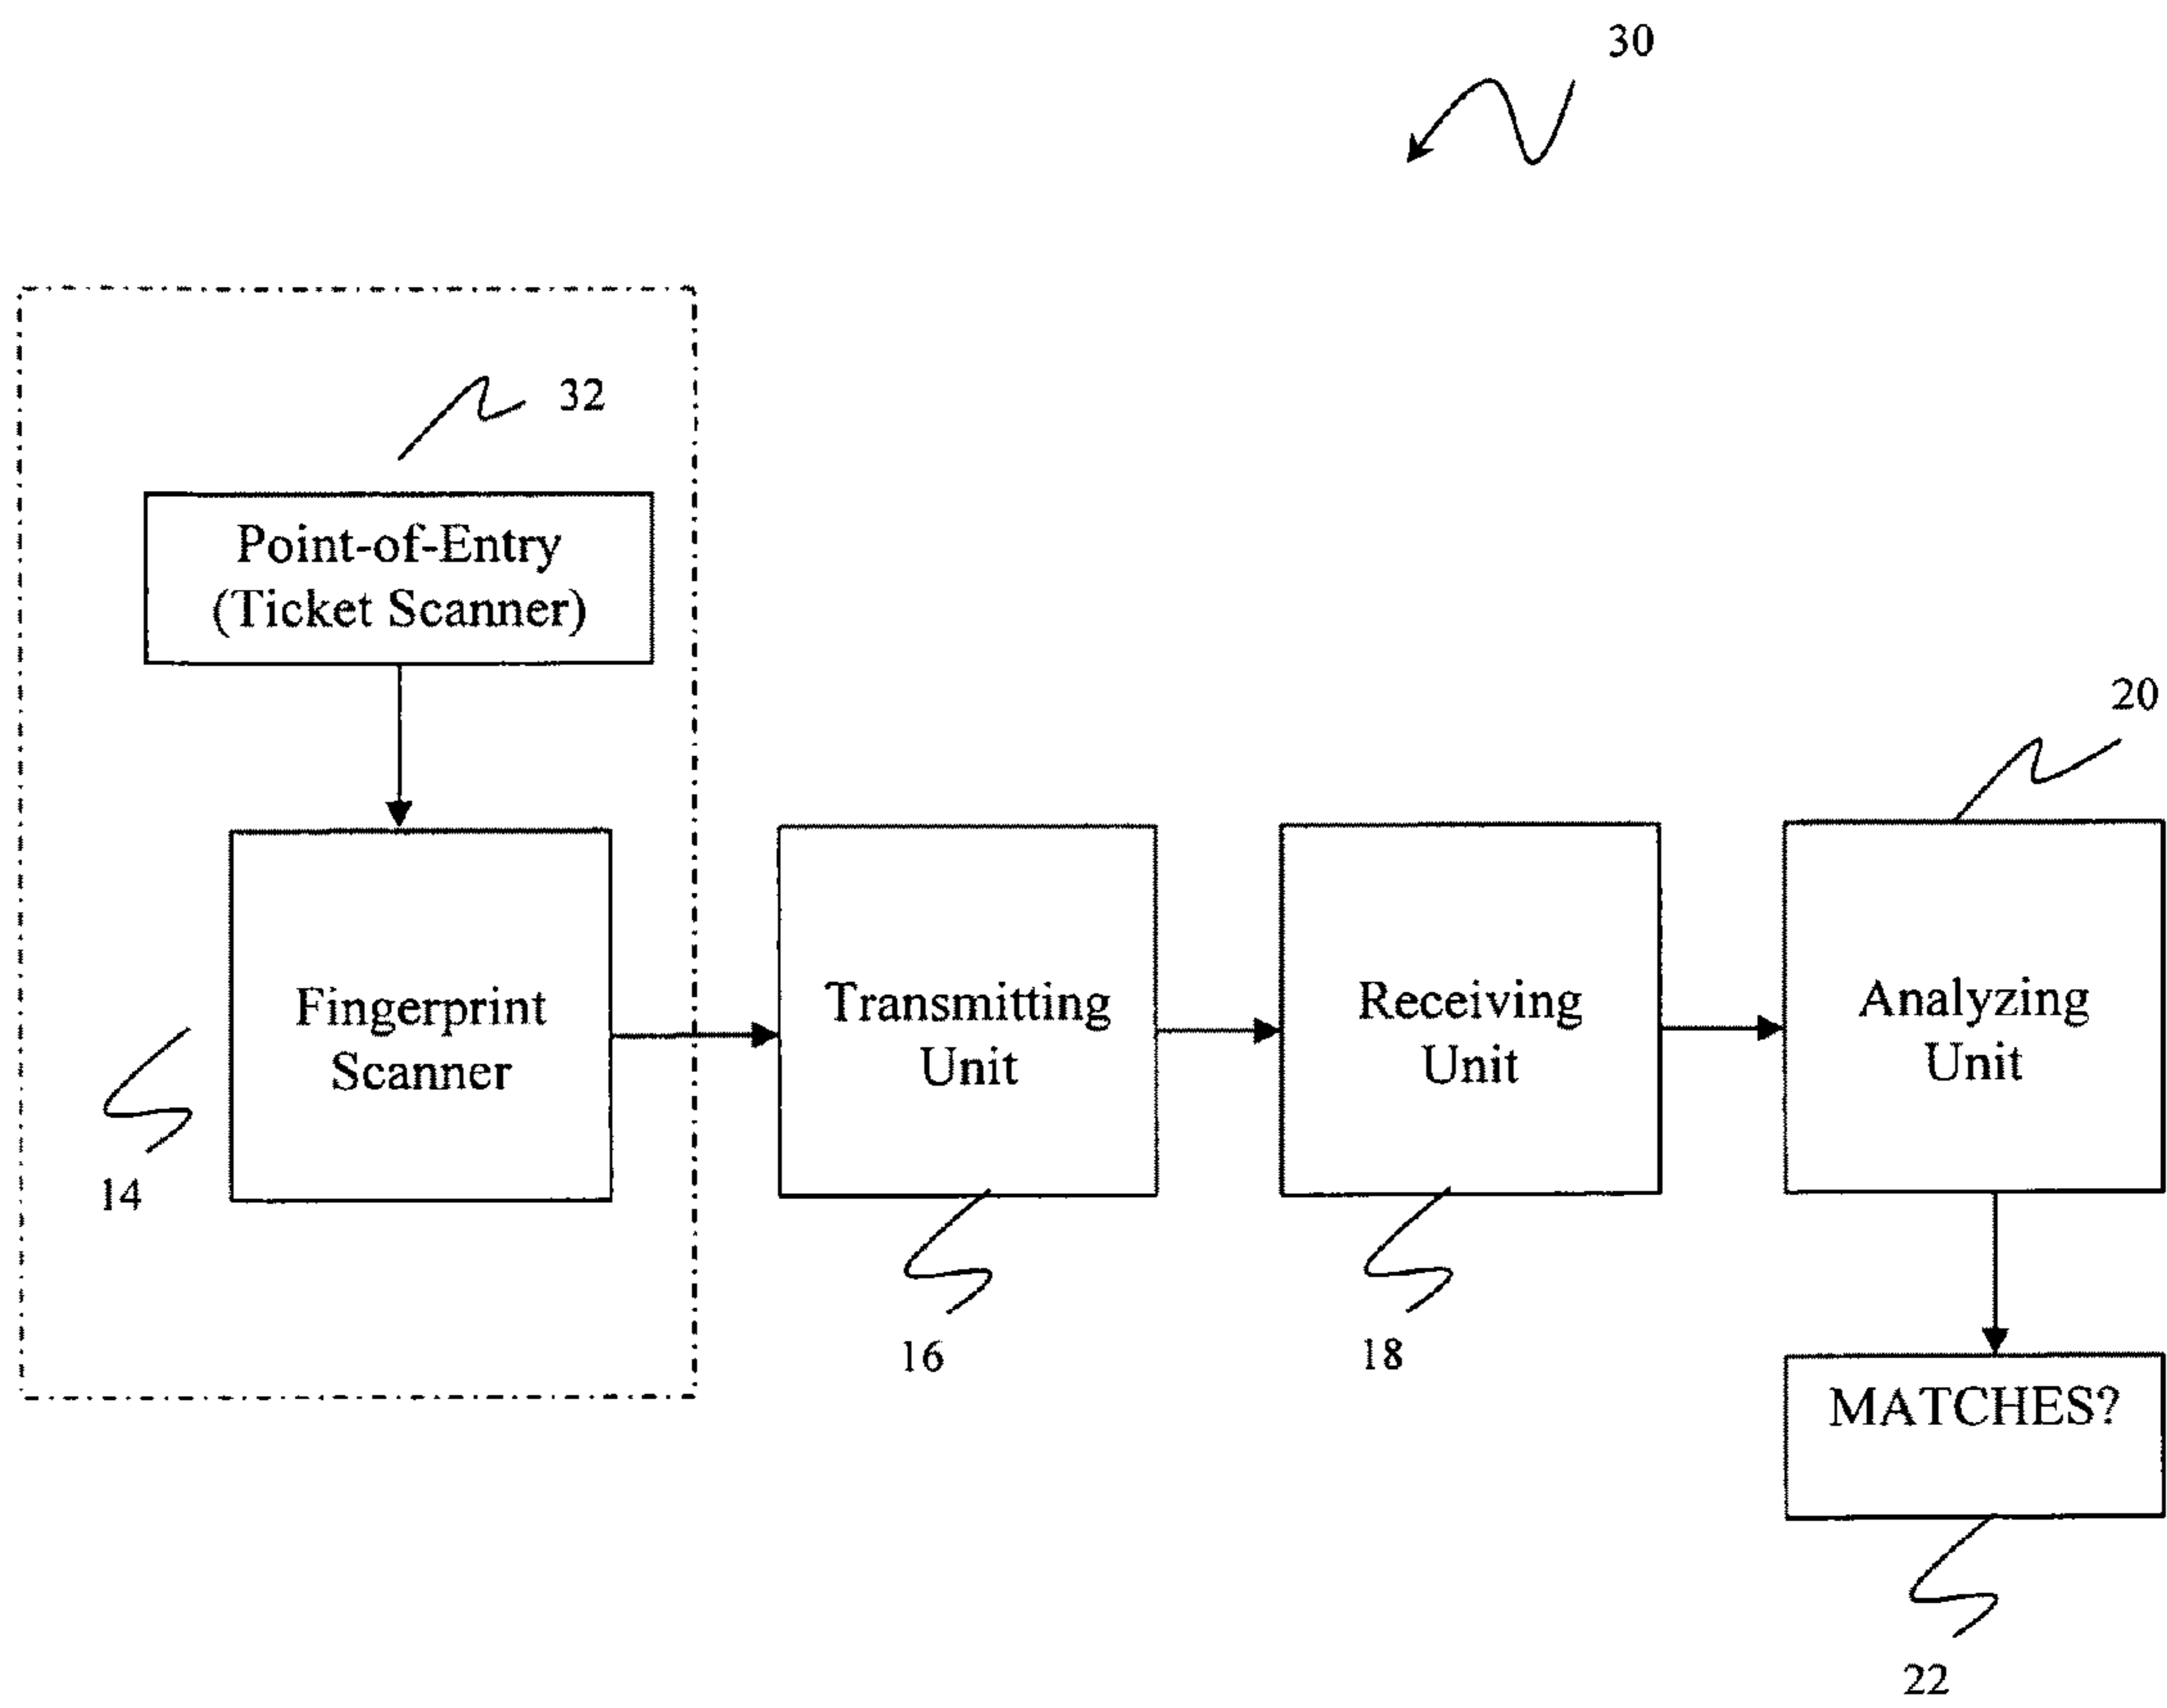 30
32
Point-of-Entry
(Ticket Scanner)
20
Fingerprint
Scanner
Transmitting
Unit
Receiving
Unit
Analyzing
Unit
14
16
18
MATCHES?
22